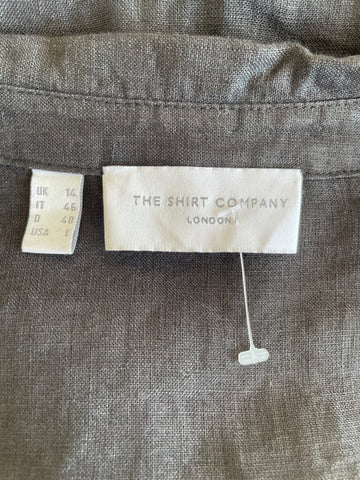 UK 14
IT 46
D 40
USA L
THE SHIRT COMPANY
LONDON